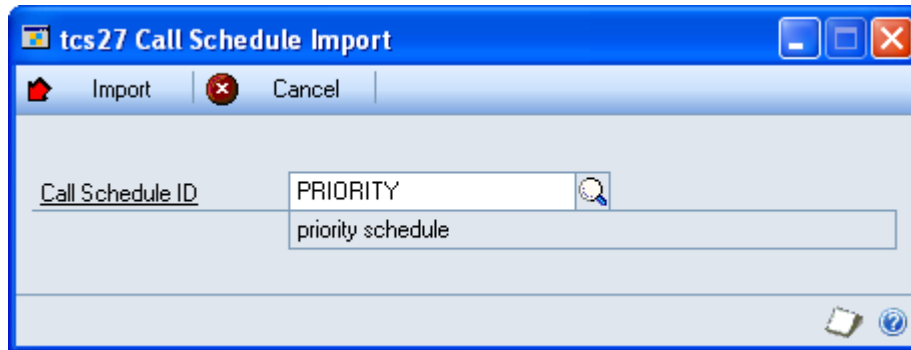 tcs27 Call Schedule Import
Import Cancel
Call Schedule ID PRIORITY
priority schedule